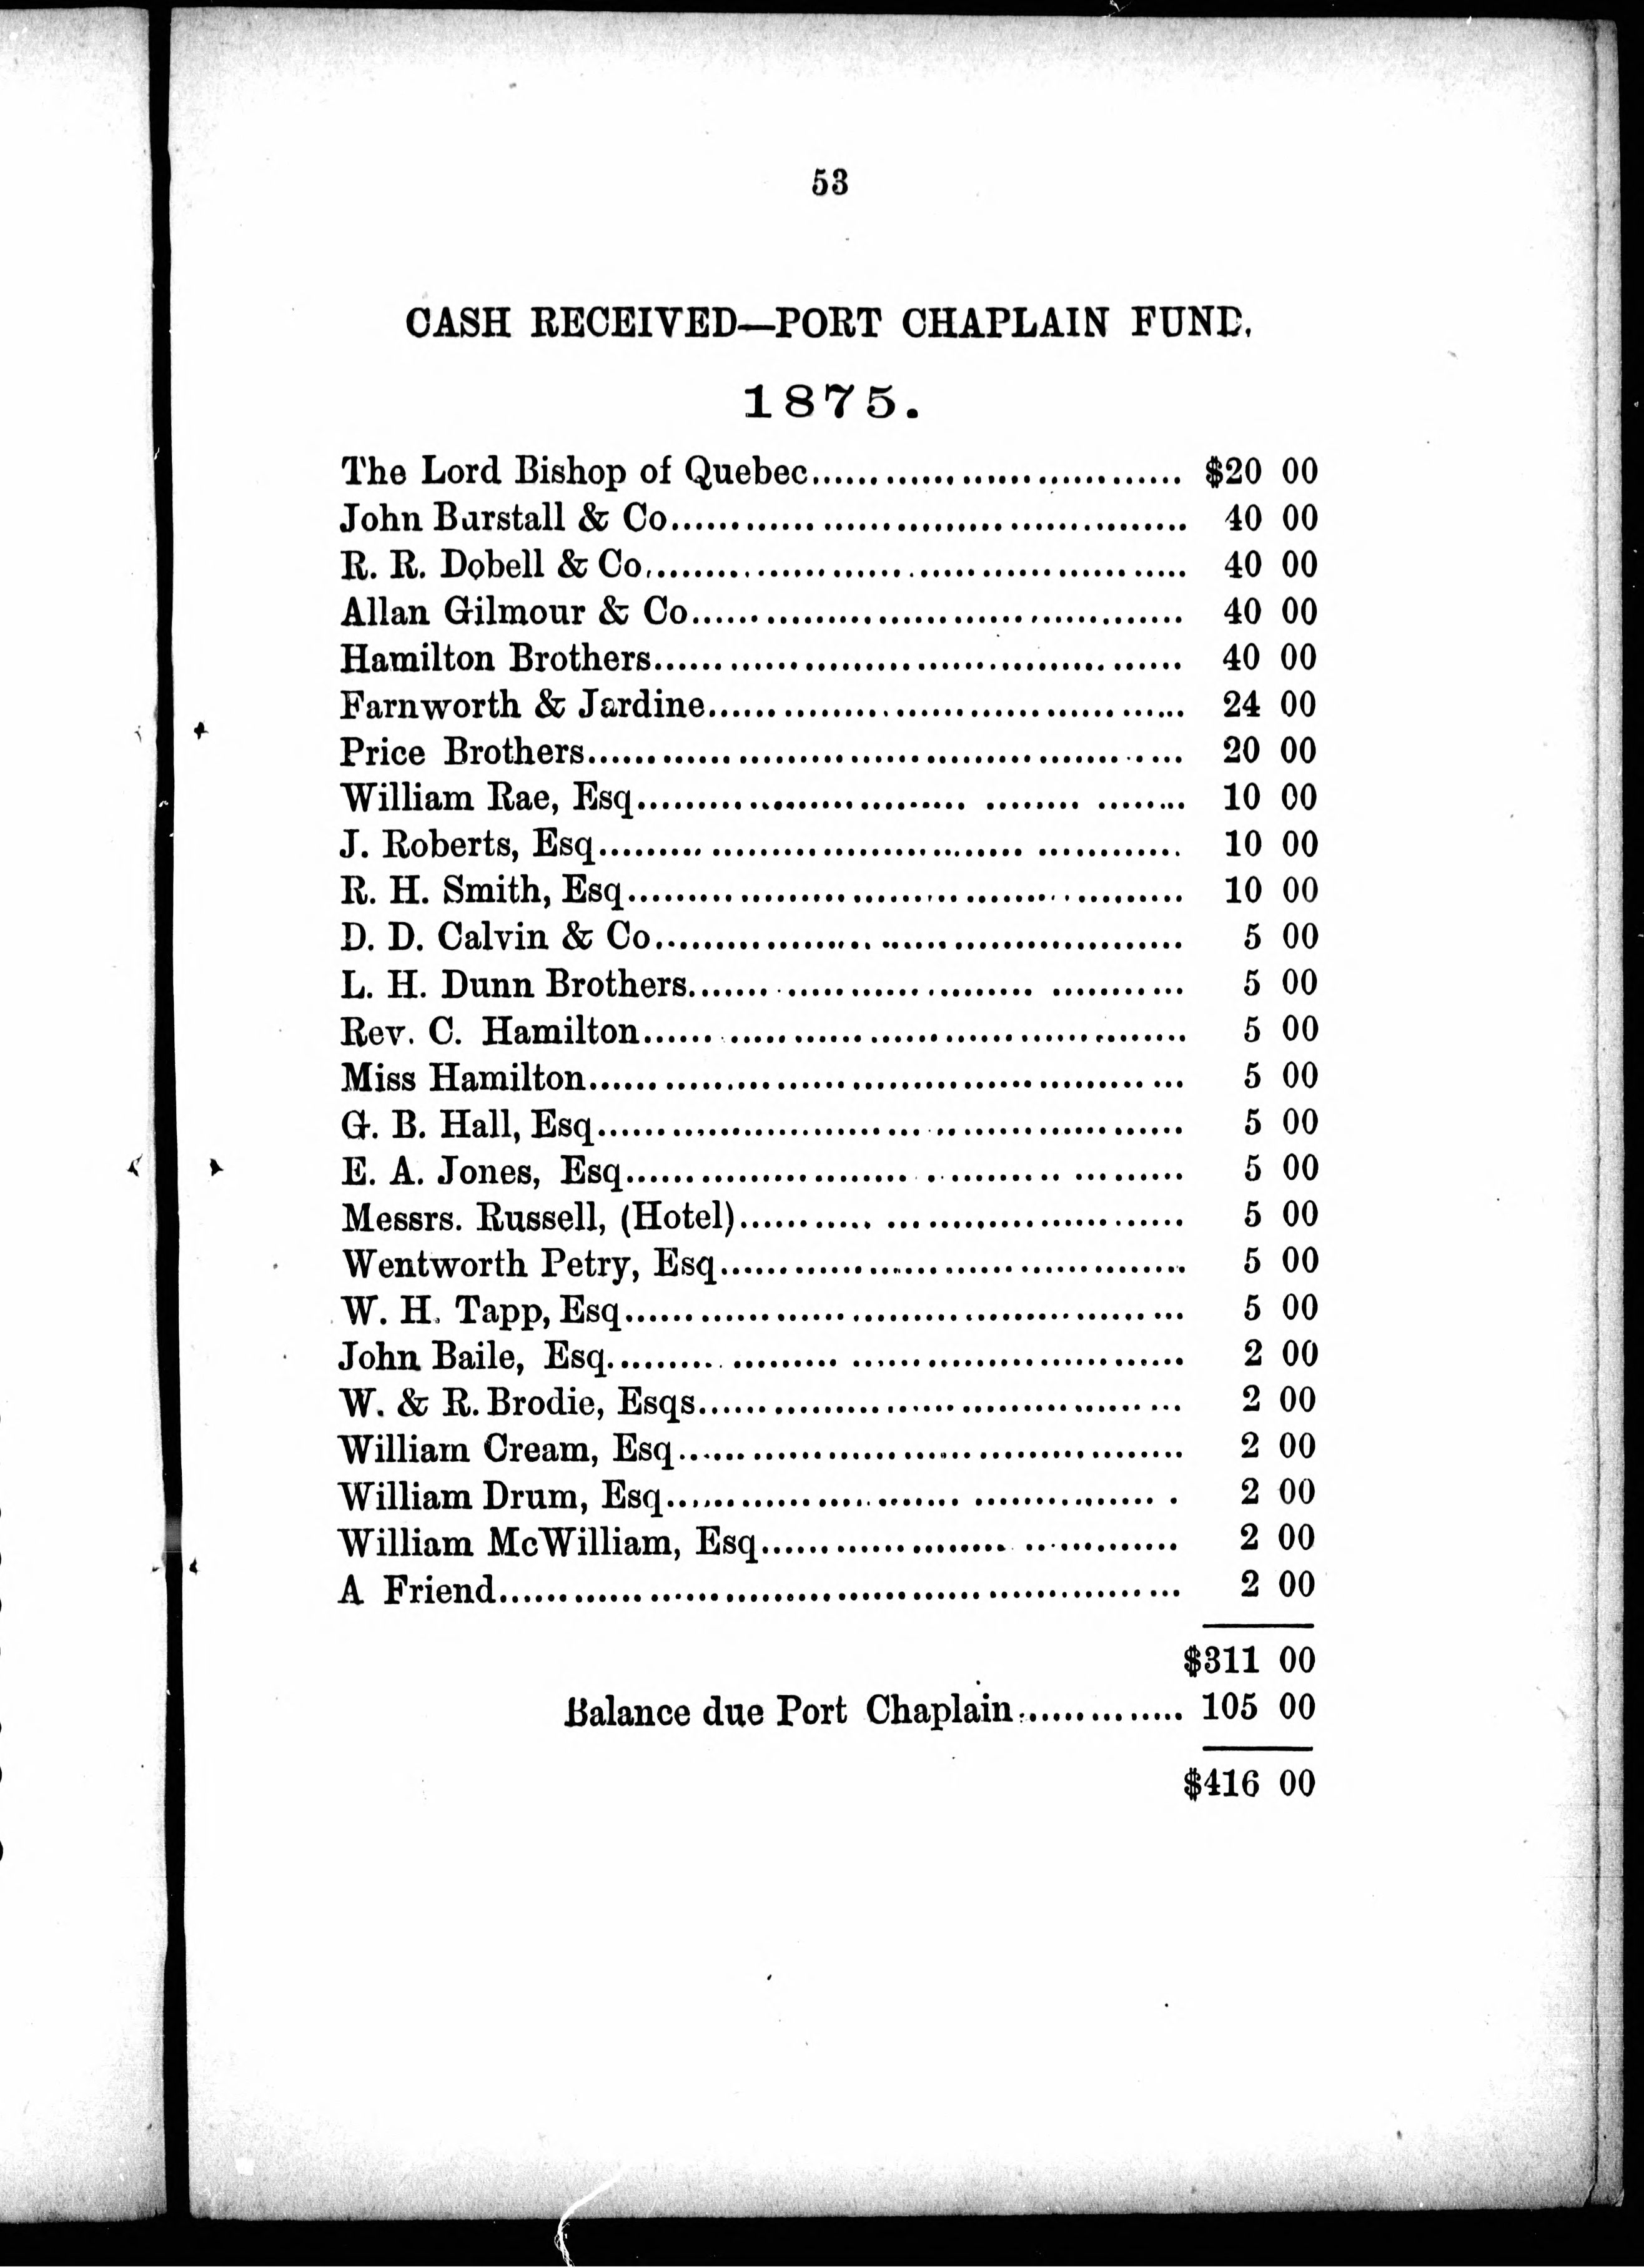 53
CASH RECEIVED—PORT CHAPLAIN FUND.
1875.
The Lord Bishop of Quebec........................................ $20 00
John Burstall & Co........................................ 40 00
R. R. Dobell & Co........................................ 40 00
Allan Gilmour & Co........................................ 40 00
Hamilton Brothers........................................ 40 00
Farnworth & Jardine........................................ 24 00
Price Brothers........................................ 20 00
William Rae, Esq........................................ 10 00
J. Roberts, Esq........................................ 10 00
R. H. Smith, Esq........................................ 10 00
D. D. Calvin & Co........................................ 5 00
L. H. Dunn Brothers........................................ 5 00
Rev. C. Hamilton........................................ 5 00
Miss Hamilton........................................ 5 00
G. B. Hall, Esq........................................ 5 00
E. A. Jones, Esq........................................ 5 00
Messrs. Russell, (Hotel)........................................ 5 00
Wentworth Petry, Esq........................................ 5 00
W. H. Tapp, Esq........................................ 5 00
John Baile, Esq........................................ 2 00
W. & R. Brodie, Esqs........................................ 2 00
William Cream, Esq........................................ 2 00
William Drum, Esq........................................ 2 00
William McWilliam, Esq........................................ 2 00
A Friend........................................ 2 00
$311 00
Balance due Port Chaplain.............. 105 00
$416 00